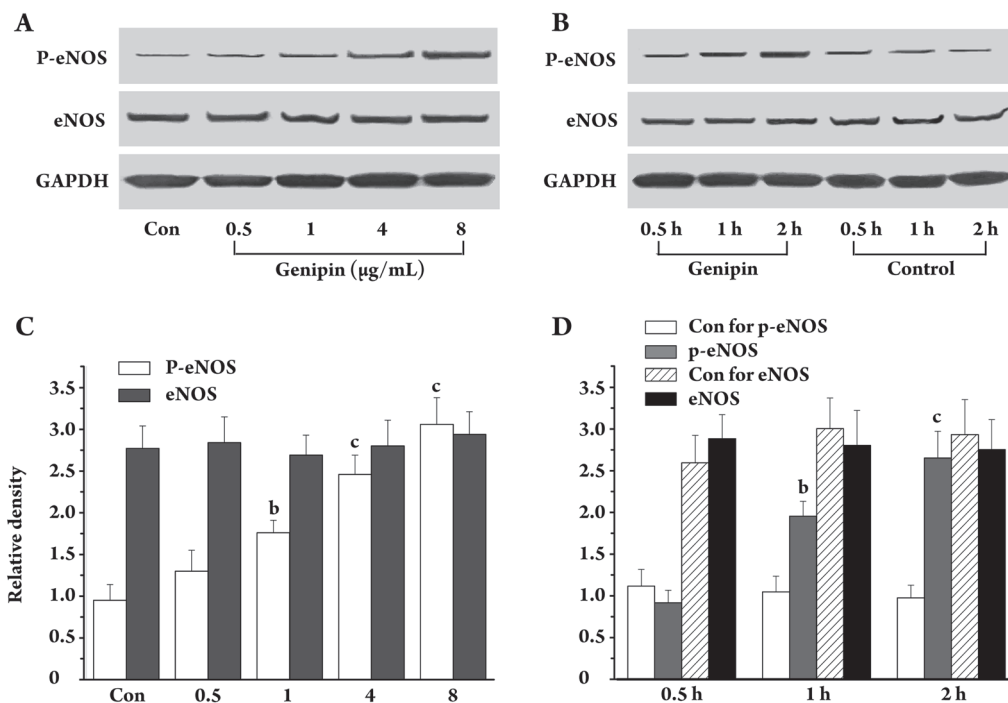 A
P-eNOS
eNOS
GAPDH
Con 0.5 1 4 8
Genipin (μg/mL)
B
P-eNOS
eNOS
GAPDH
0.5 h 1 h 2 h 0.5 h 1 h 2 h
Genipin Control
C
P-eNOS
eNOS
Relative density
3.5
3.0
2.5
2.0
1.5
1.0
0.5
0
b
c
c
Con 0.5 1 4 8
D
Con for p-eNOS
p-eNOS
Con for eNOS
eNOS
3.5
3.0
2.5
2.0
1.5
1.0
0.5
0
b
c
0.5 h 1 h 2 h